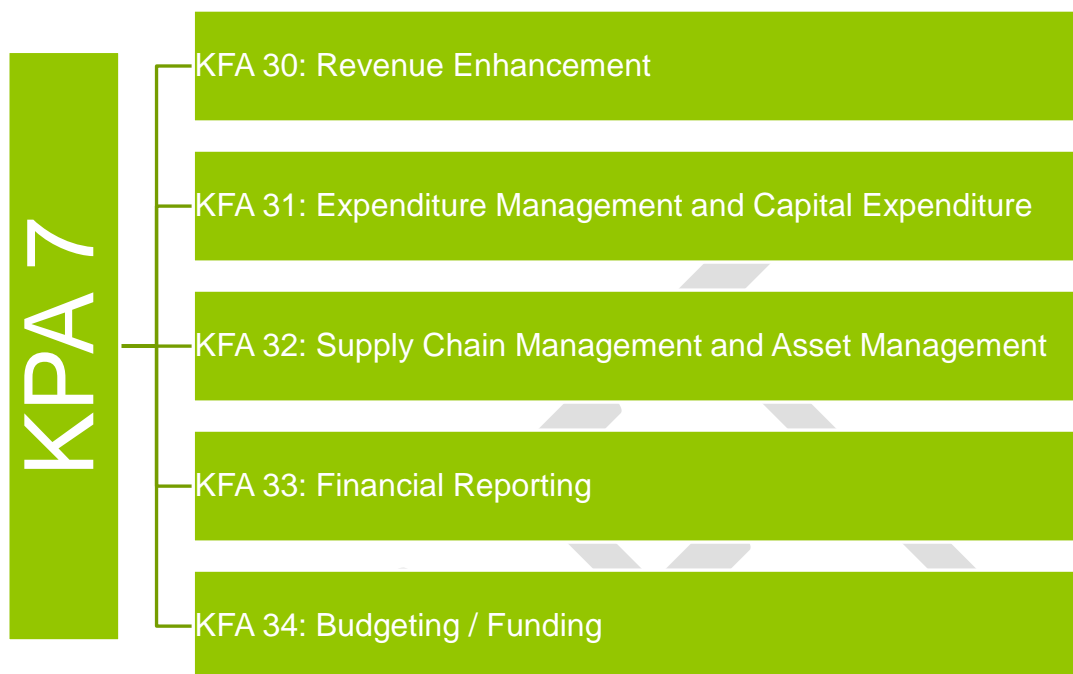 KPA 7
KFA 30: Revenue Enhancement
KFA 31: Expenditure Management and Capital Expenditure
KFA 32: Supply Chain Management and Asset Management
KFA 33: Financial Reporting
KFA 34: Budgeting / Funding